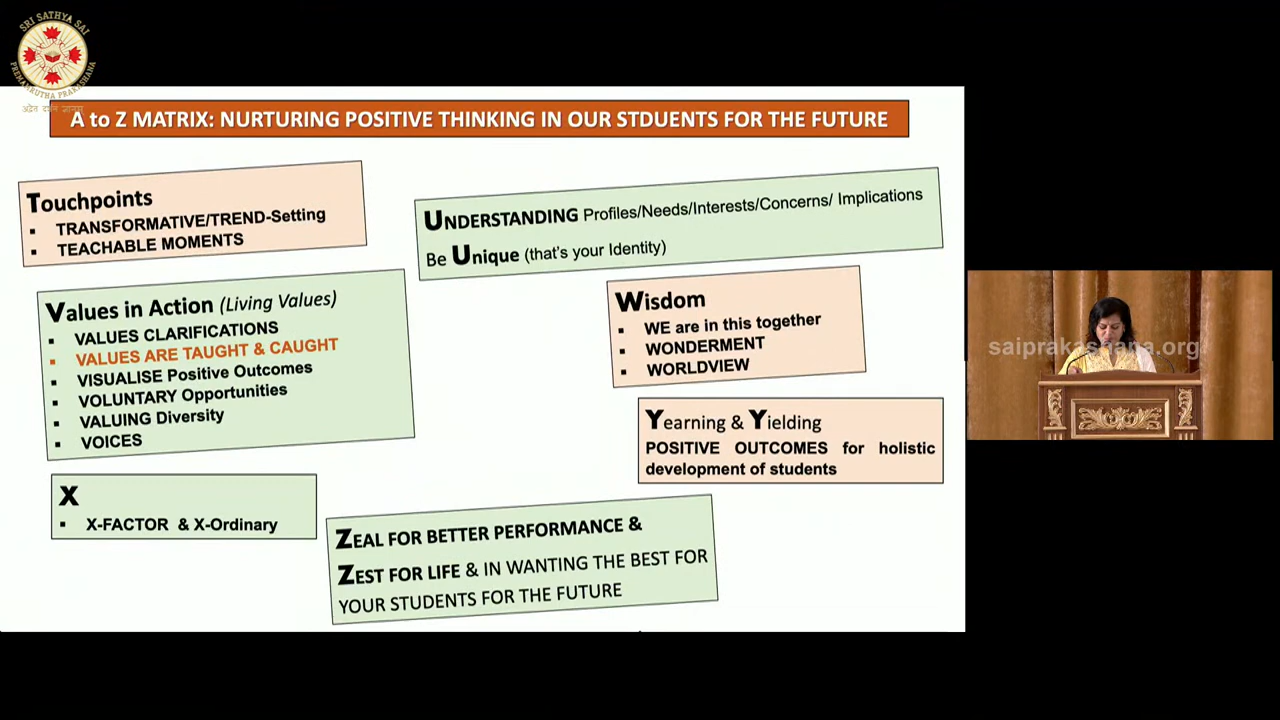 SRI SATHYA SAI
PREMAMRUTHA PRAKASHANA
A to Z MATRIX: NURTURING POSITIVE THINKING IN OUR STDUENTS FOR THE FUTURE
Touchpoints
▪ TRANSFORMATIVE/TREND-Setting
▪ TEACHABLE MOMENTS
UNDERSTANDING Profiles/Needs/Interests/Concerns/ Implications
Be Unique (that's your Identity)
Values in Action (Living Values)
▪ VALUES CLARIFICATIONS
▪ VALUES ARE TAUGHT & CAUGHT
▪ VISUALISE Positive Outcomes
▪ VOLUNTARY Opportunities
▪ VALUING Diversity
▪ VOICES
Wisdom
▪ WE are in this together
▪ WONDERMENT
▪ WORLDVIEW
X
▪ X-FACTOR & X-Ordinary
Yearning & Yielding
POSITIVE OUTCOMES for holistic
development of students
ZEAL FOR BETTER PERFORMANCE &
ZEST FOR LIFE & IN WANTING THE BEST FOR
YOUR STUDENTS FOR THE FUTURE
saiprakashana.org